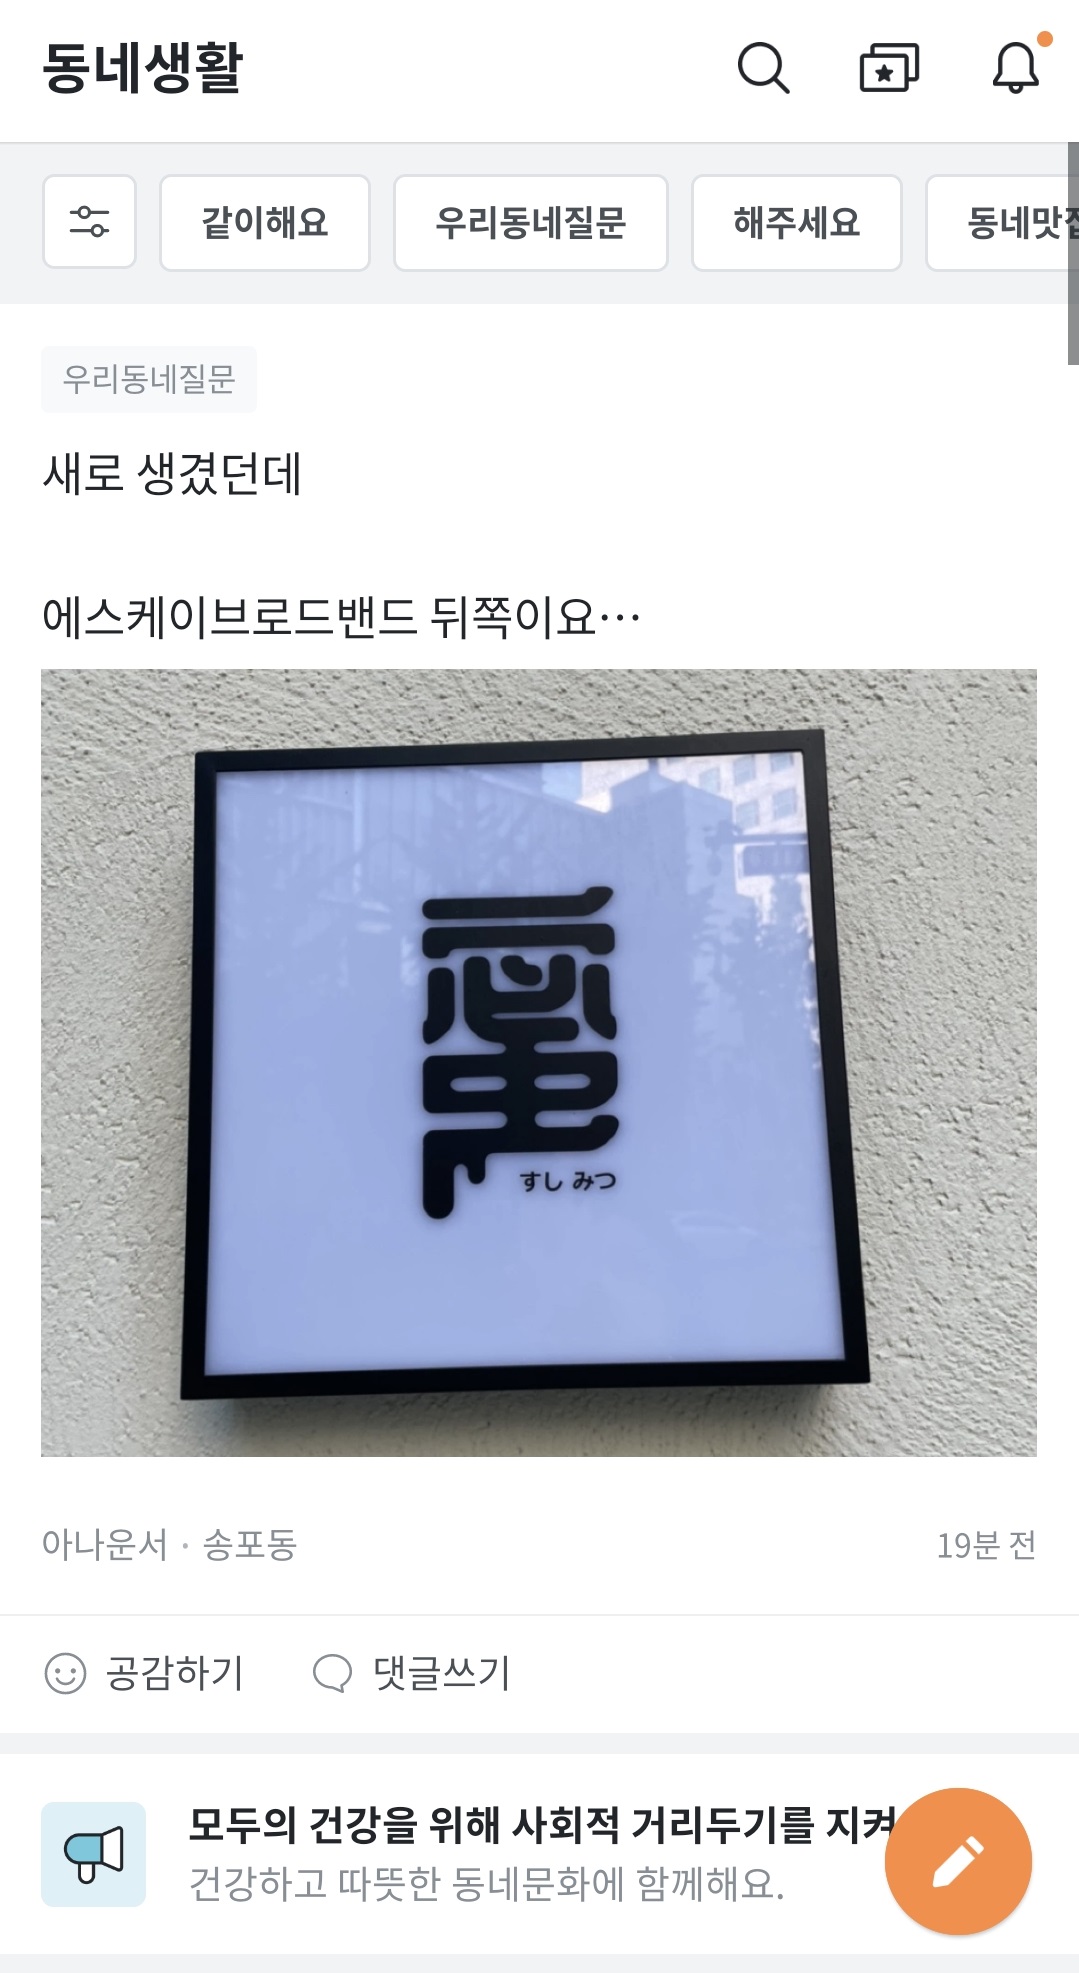 동네생활
같이해요
우리동네질문
해주세요
동네맛집
우리동네질문
새로 생겼던데
에스케이브로드밴드 뒤쪽이요…
すし みつ
아나운서 · 송포동
19분 전
공감하기
댓글쓰기
모두의 건강을 위해 사회적 거리두기를 지켜
건강하고 따뜻한 동네문화에 함께해요.